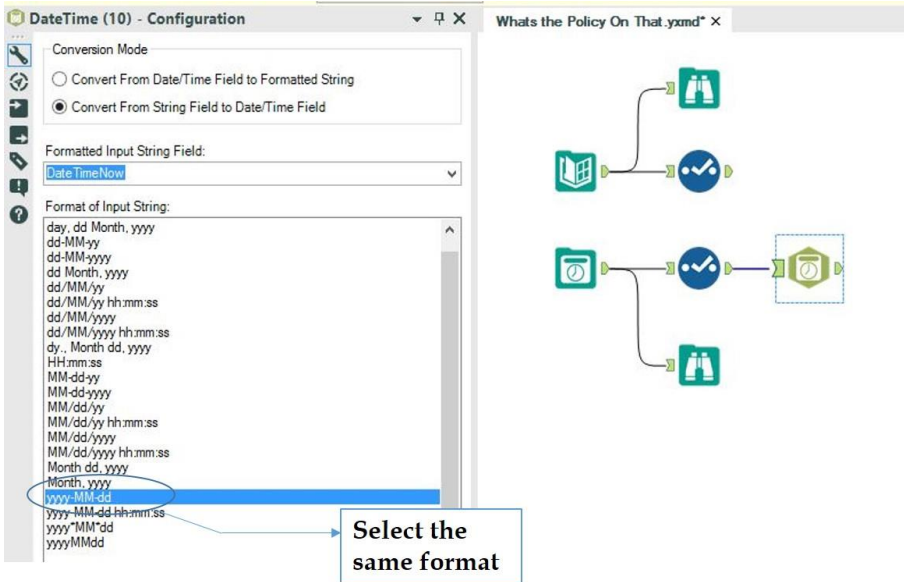 DateTime (10) - Configuration
Whats the Policy On That.yxmd*
Conversion Mode
Convert From Date/Time Field to Formatted String
Convert From String Field to Date/Time Field
Formatted Input String Field:
DateTimeNow
Format of Input String:
day, dd Month, yyyy
dd-MM-yy
dd-MM-yyyy
dd Month, yyyy
dd/MM/yy
dd/MM/yy hh:mm:ss
dd/MM/yyyy
dd/MM/yyyy hh:mm:ss
dy., Month dd, yyyy
HH:mm:ss
MM-dd-yy
MM-dd-yyyy
MM/dd/yy
MM/dd/yy hh:mm:ss
MM/dd/yyyy
MM/dd/yyyy hh:mm:ss
Month dd, yyyy
Month, yyyy
yyyy-MM-dd
yyyy-MM-dd hh:mm:ss
yyyy*MM*dd
yyyyMMdd
Select the
same format